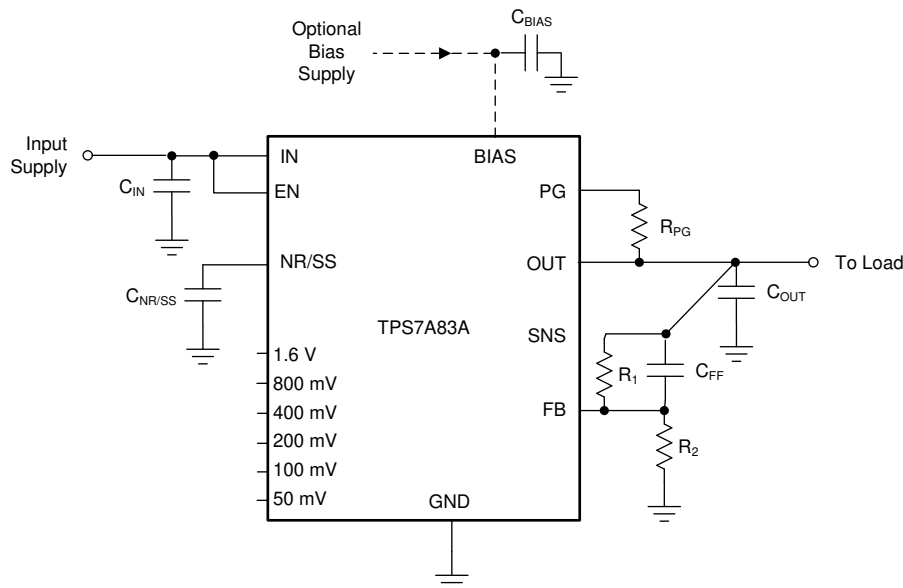 C_BIAS
Optional
Bias
Supply
Input
Supply
IN
BIAS
C_IN
EN
PG
R_PG
NR/SS
OUT
To Load
C_NR/SS
C_OUT
TPS7A83A
SNS
1.6 V
R_1
C_FF
800 mV
400 mV
FB
200 mV
R_2
100 mV
50 mV
GND